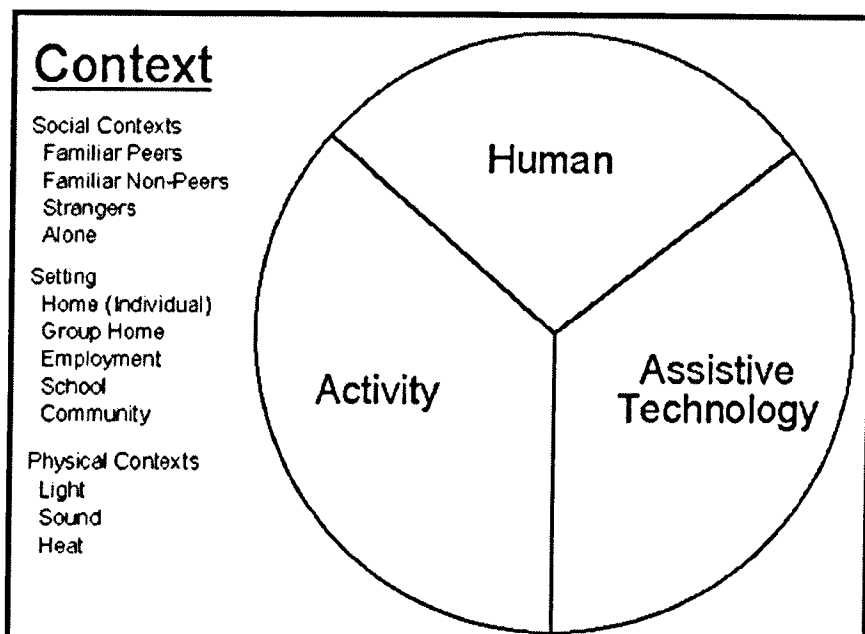 Context
Social Contexts
Familiar Peers
Familiar Non-Peers
Strangers
Alone
Setting
Home (Individual)
Group Home
Employment
School
Community
Physical Contexts
Light
Sound
Heat
Human
Activity
Assistive
Technology